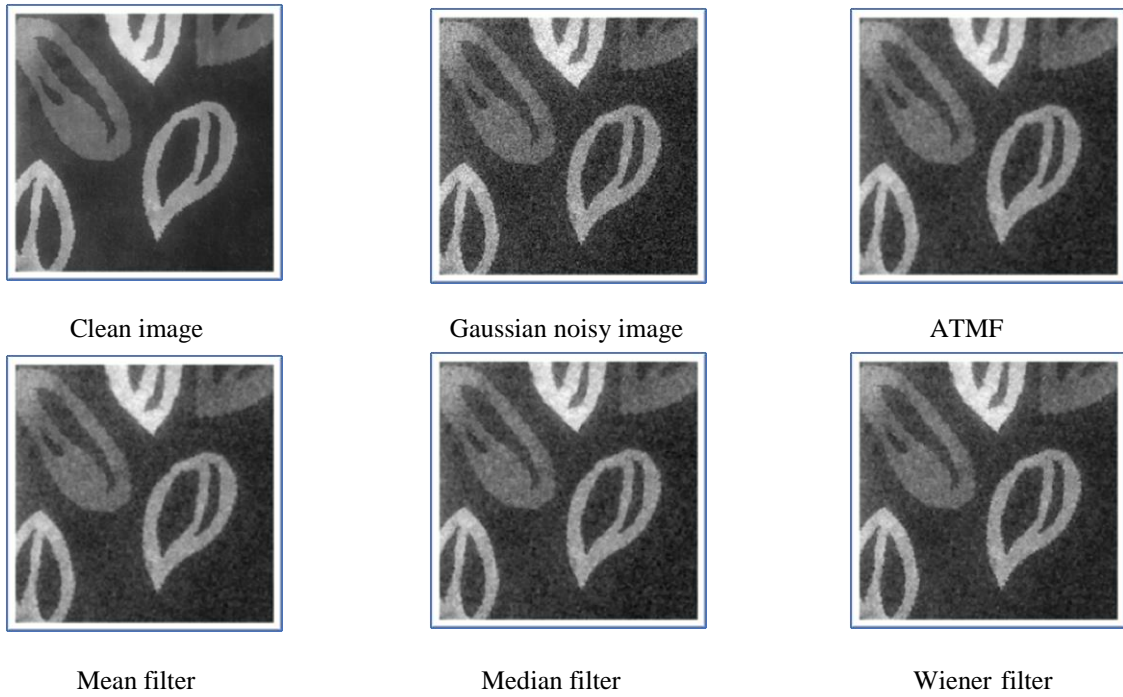 Clean image
Gaussian noisy image
ATMF
Mean filter
Median filter
Wiener filter